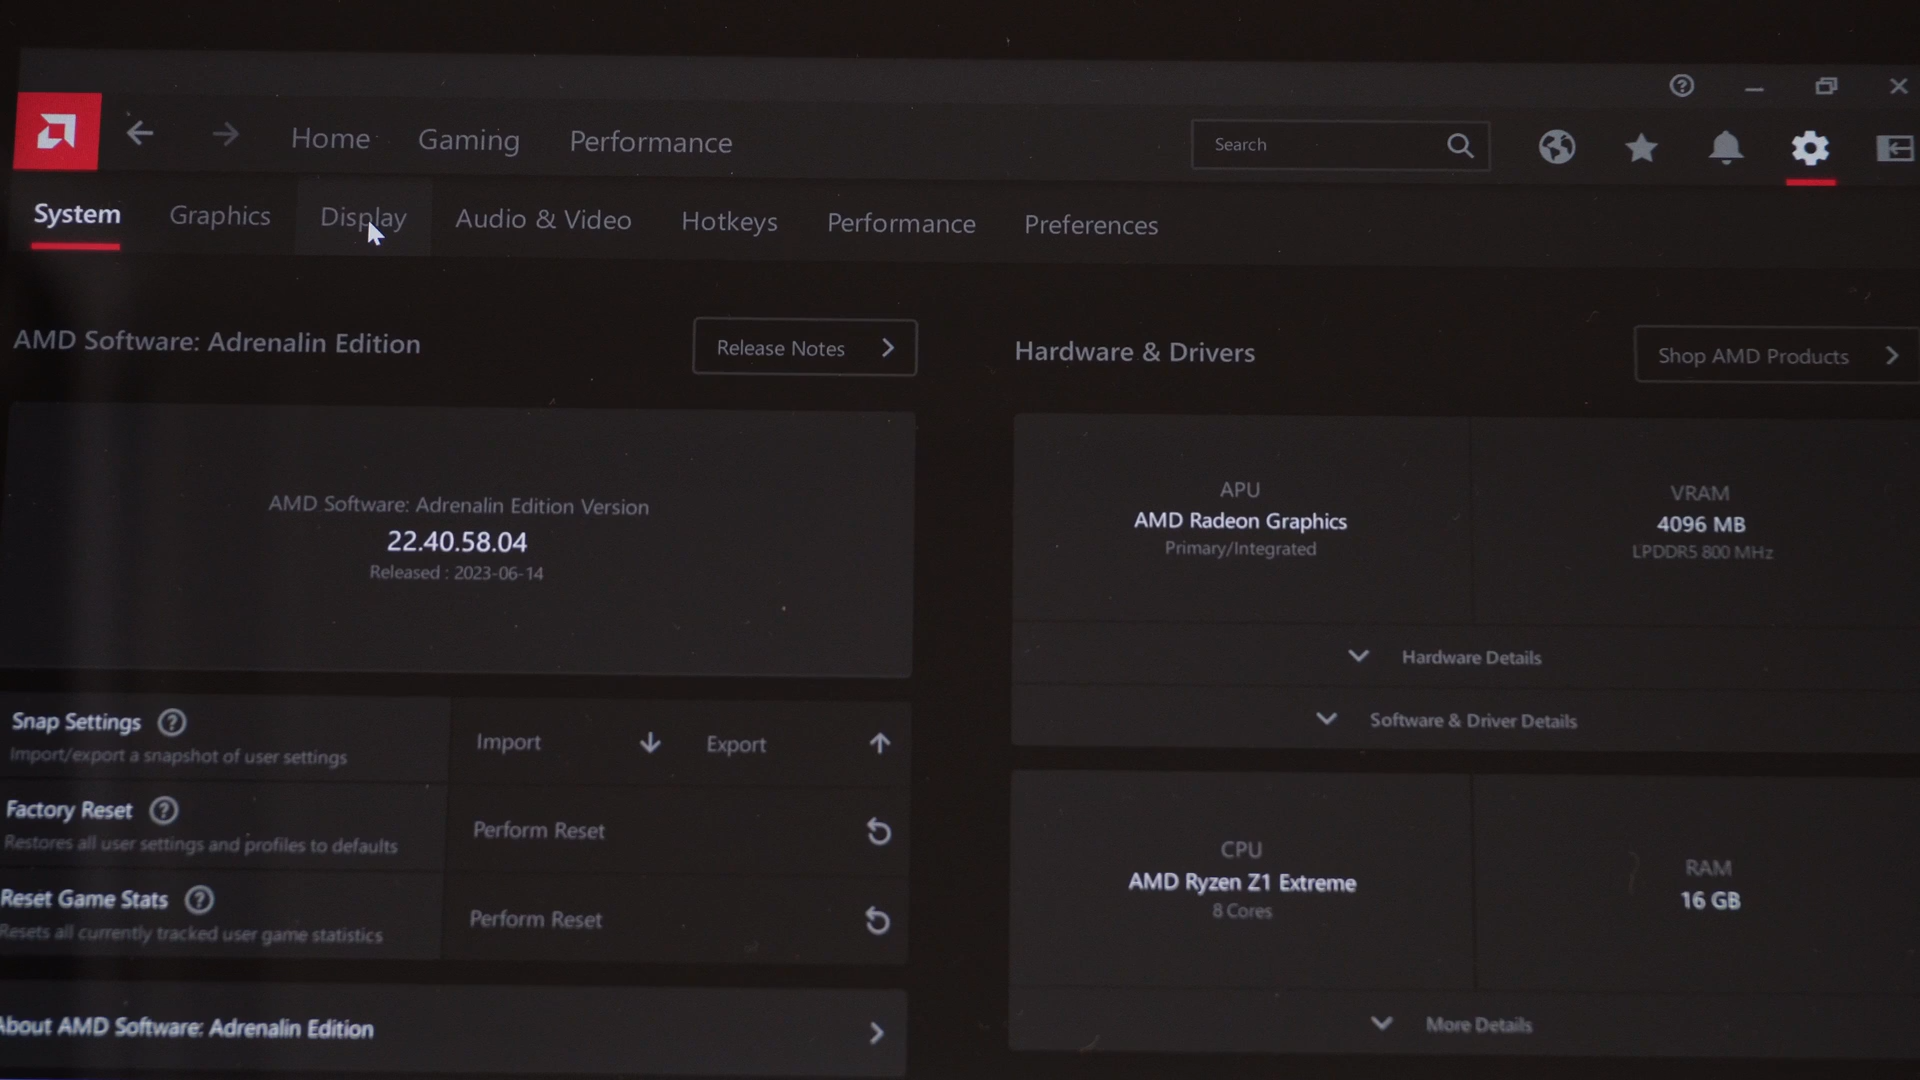 Home Gaming Performance Search
System Graphics Display Audio & Video Hotkeys Performance Preferences
AMD Software: Adrenalin Edition
Release Notes
AMD Software: Adrenalin Edition Version
22.40.58.04
Released : 2023-06-14
Snap Settings
Import/export a snapshot of user settings
Import Export
Factory Reset
Restores all user settings and profiles to defaults
Perform Reset
Reset Game Stats
Resets all currently tracked user game statistics
Perform Reset
About AMD Software: Adrenalin Edition
Hardware & Drivers
Shop AMD Products
APU
AMD Radeon Graphics
Primary/Integrated
VRAM
4096 MB
LPDDR5 800 MHz
Hardware Details
Software & Driver Details
CPU
AMD Ryzen Z1 Extreme
8 Cores
RAM
16 GB
More Details